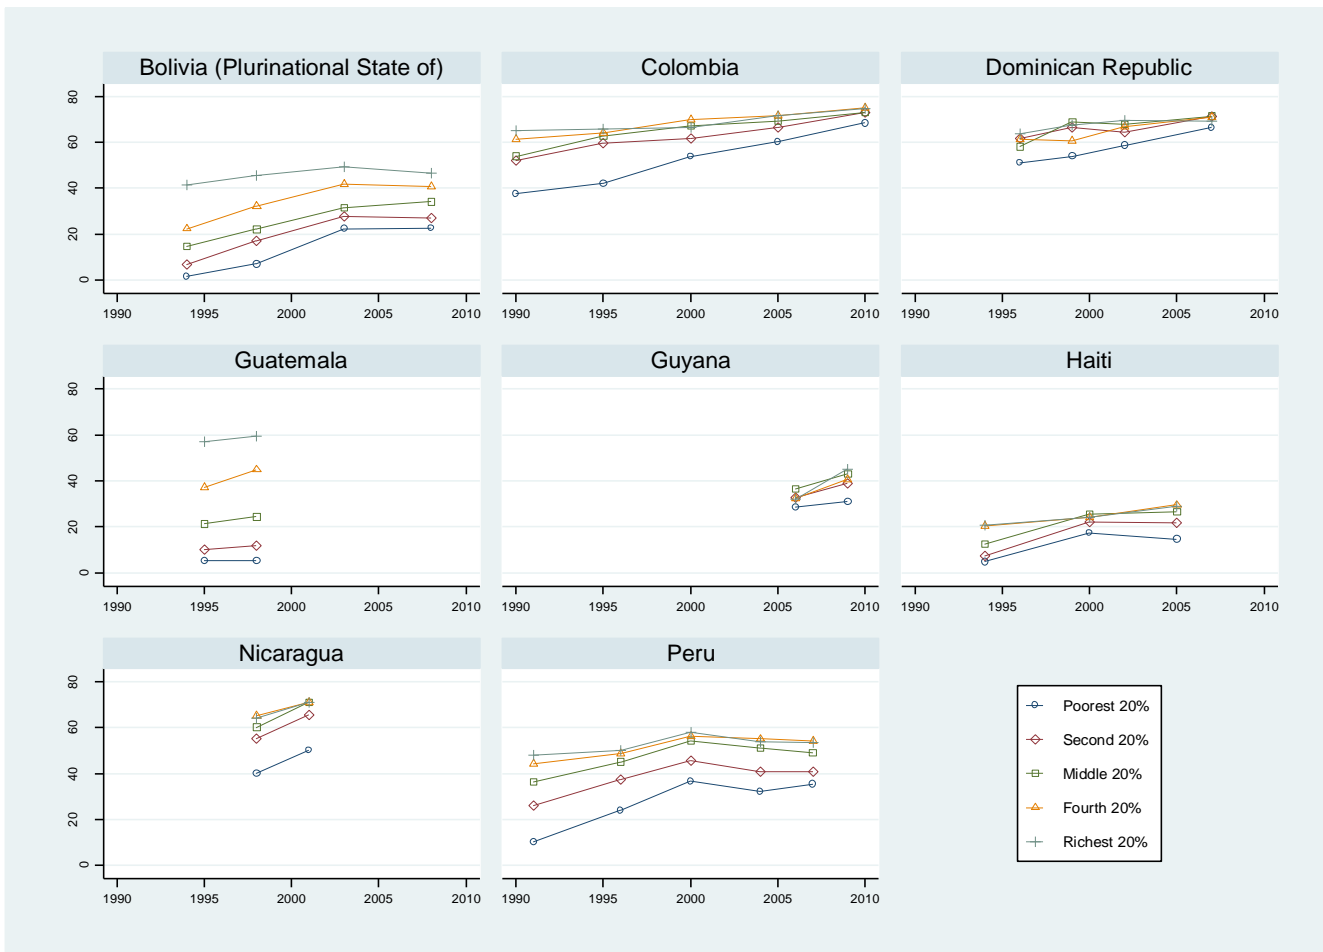 Bolivia (Plurinational State of)
Colombia
Dominican Republic
80
60
40
20
0
1990 1995 2000 2005 2010
1990 1995 2000 2005 2010
1990 1995 2000 2005 2010
Guatemala
Guyana
Haiti
80
60
40
20
0
1990 1995 2000 2005 2010
1990 1995 2000 2005 2010
1990 1995 2000 2005 2010
Nicaragua
Peru
80
60
40
20
0
1990 1995 2000 2005 2010
1990 1995 2000 2005 2010
Poorest 20%
Second 20%
Middle 20%
Fourth 20%
Richest 20%